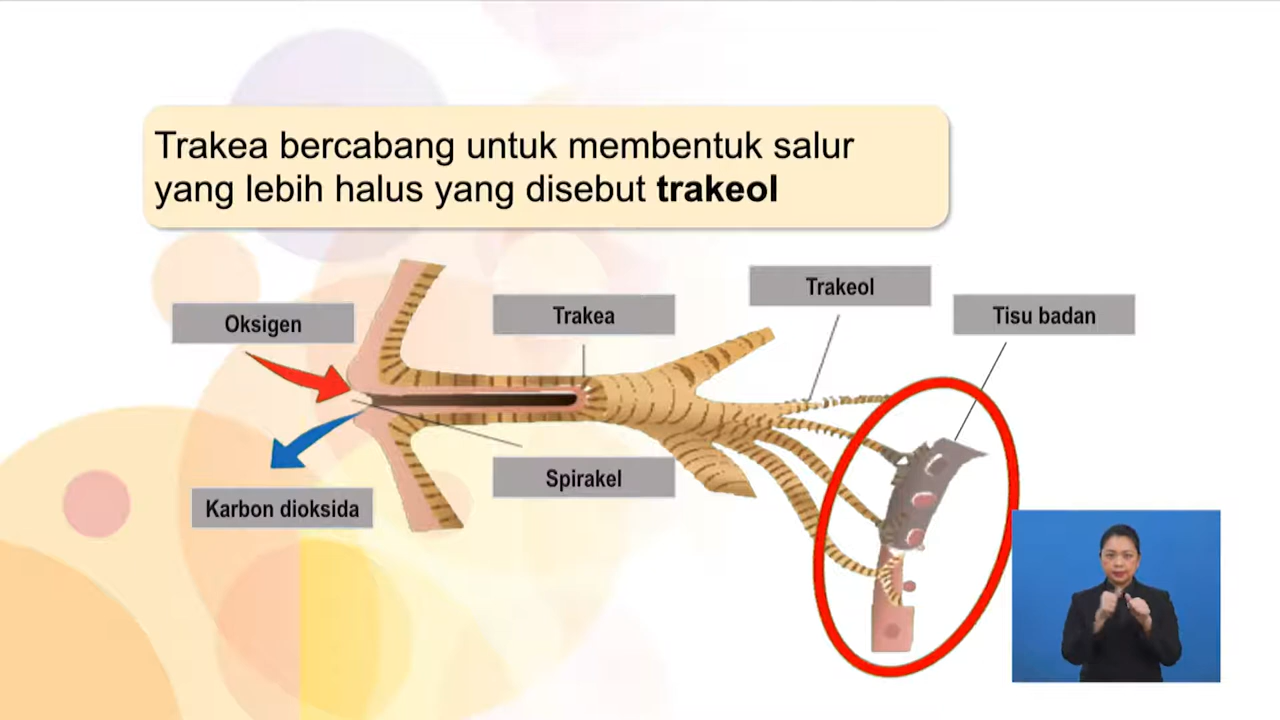 Trakea bercabang untuk membentuk salur
yang lebih halus yang disebut trakeol
Trakeol
Trakea
Tisu badan
Oksigen
Spirakel
Karbon dioksida